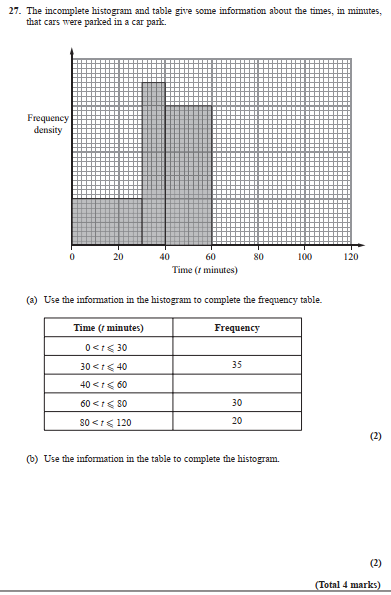 27. The incomplete histogram and table give some information about the times, in minutes,
that cars were parked in a car park.
Frequency
density
0 20 40 60 80 100 120
Time (t minutes)
(a) Use the information in the histogram to complete the frequency table.
Time (t minutes) Frequency
0 < t ⩽ 30
30 < t ⩽ 40 35
40 < t ⩽ 60
60 < t ⩽ 80 30
80 < t ⩽ 120 20
(2)
(b) Use the information in the table to complete the histogram.
(2)
(Total 4 marks)